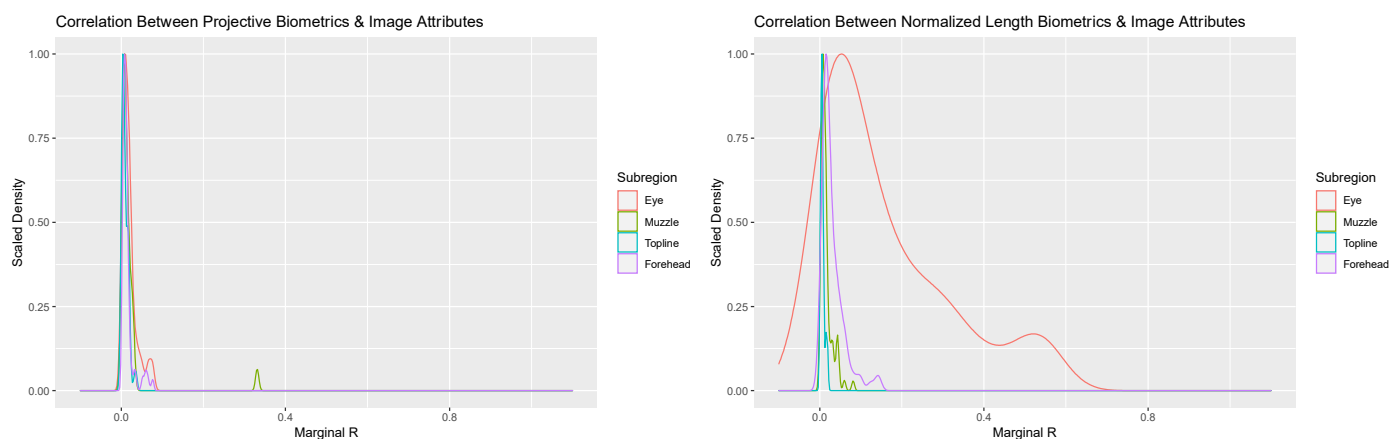 Correlation Between Projective Biometrics & Image Attributes
1.00
0.75
0.50
0.25
0.00
Scaled Density
0.0
0.4
0.8
Marginal R
Subregion
Eye
Muzzle
Topline
Forehead
Correlation Between Normalized Length Biometrics & Image Attributes
1.00
0.75
0.50
0.25
0.00
Scaled Density
0.0
0.4
0.8
Marginal R
Subregion
Eye
Muzzle
Topline
Forehead